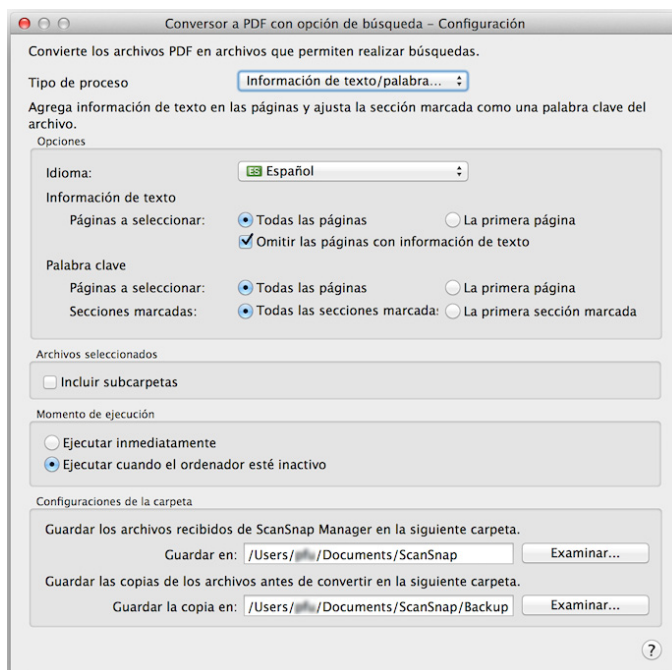 Conversor a PDF con opción de búsqueda – Configuración
Convierte los archivos PDF en archivos que permiten realizar búsquedas.
Tipo de proceso Información de texto/palabra...
Agrega información de texto en las páginas y ajusta la sección marcada como una palabra clave del
archivo.
Opciones
Idioma: ES Español
Información de texto
Páginas a seleccionar: Todas las páginas La primera página
Omitir las páginas con información de texto
Palabra clave
Páginas a seleccionar: Todas las páginas La primera página
Secciones marcadas: Todas las secciones marcada: La primera sección marcada
Archivos seleccionados
Incluir subcarpetas
Momento de ejecución
Ejecutar inmediatamente
Ejecutar cuando el ordenador esté inactivo
Configuraciones de la carpeta
Guardar los archivos recibidos de ScanSnap Manager en la siguiente carpeta.
Guardar en: /Users/ /Documents/ScanSnap Examinar...
Guardar las copias de los archivos antes de convertir en la siguiente carpeta.
Guardar la copia en: /Users/ /Documents/ScanSnap/Backup Examinar...
?